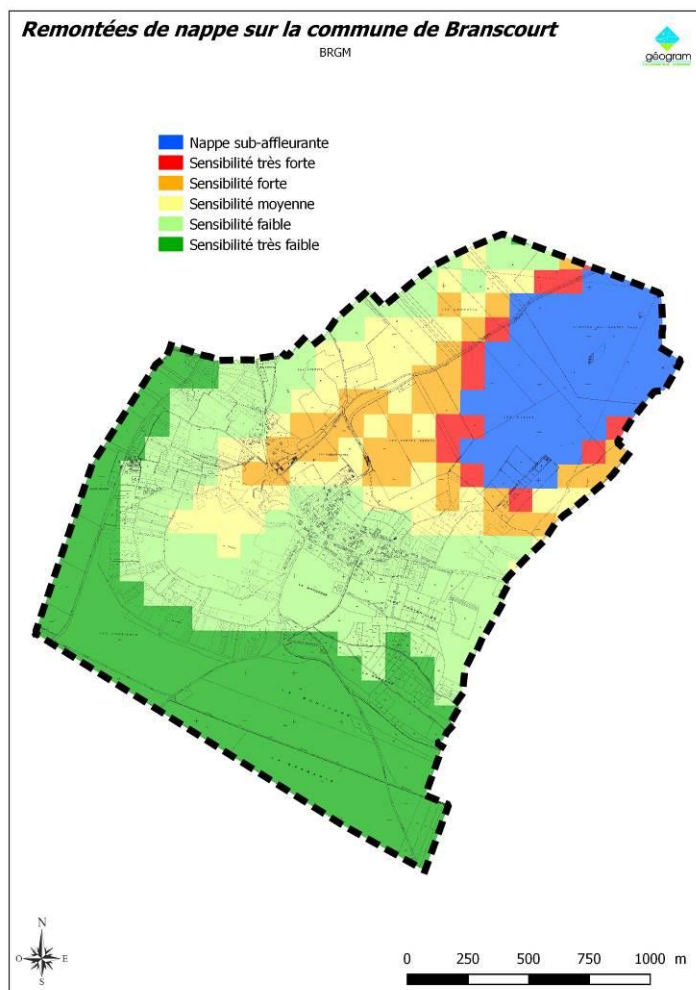 Remontées de nappe sur la commune de Branscourt
BRGM
géogram
Nappe sub-affleurante
Sensibilité très forte
Sensibilité forte
Sensibilité moyenne
Sensibilité faible
Sensibilité très faible
N
O
E
S
0 250 500 750 1000 m